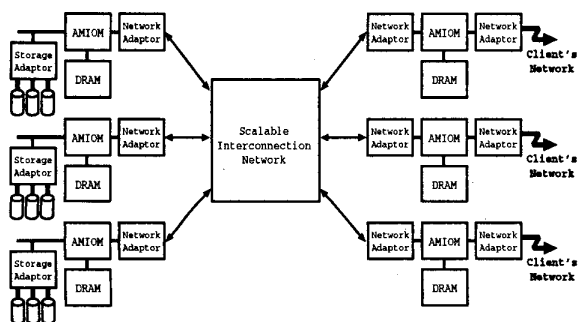 AMIOM
Network
Adaptor
Storage
Adaptor
DRAM
Network
Adaptor
AMIOM
Network
Adaptor
Client's
Network
DRAM
Scalable
Interconnection
Network
AMIOM
Network
Adaptor
Storage
Adaptor
DRAM
Network
Adaptor
AMIOM
Network
Adaptor
Client's
Network
DRAM
AMIOM
Network
Adaptor
Storage
Adaptor
DRAM
Network
Adaptor
AMIOM
Network
Adaptor
Client's
Network
DRAM